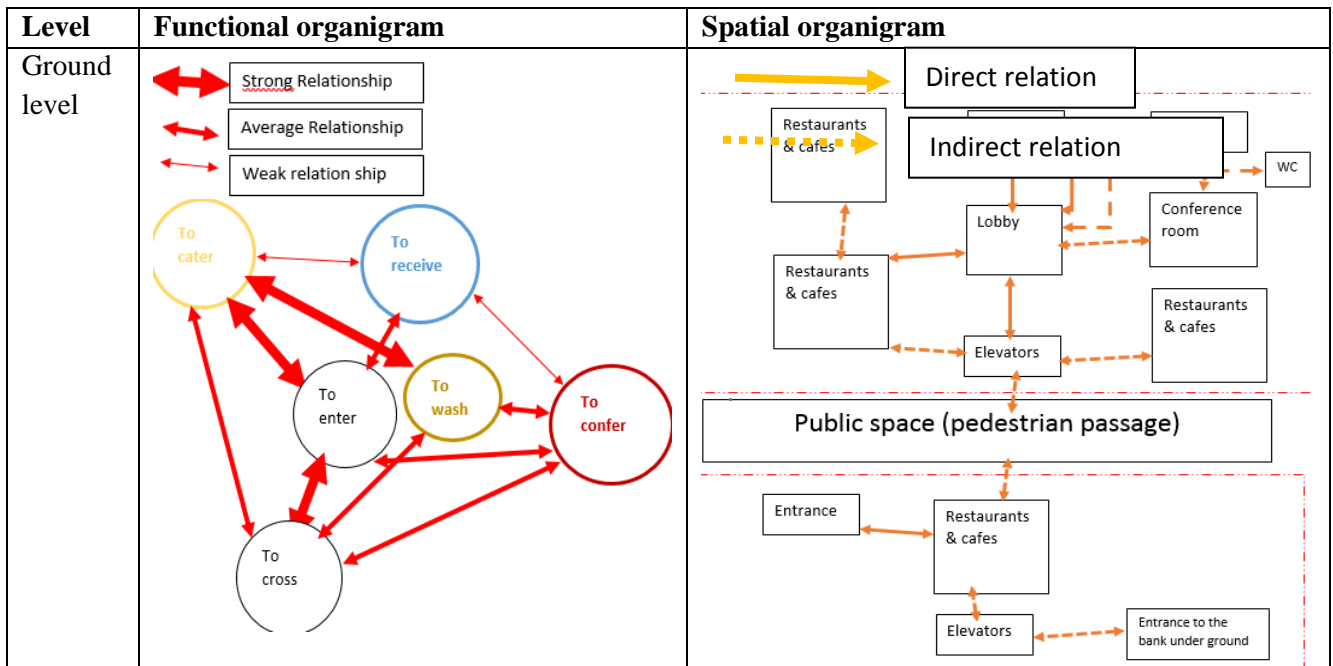 Level
Functional organigram
Spatial organigram
Ground
level
Strong Relationship
Average Relationship
Weak relation ship
To
cater
To
receive
To
enter
To
wash
To
confer
To
cross
Direct relation
Indirect relation
Restaurants
& cafes
WC
Lobby
Conference
room
Restaurants
& cafes
Restaurants
& cafes
Elevators
Public space (pedestrian passage)
Entrance
Restaurants
& cafes
Elevators
Entrance to the
bank under ground